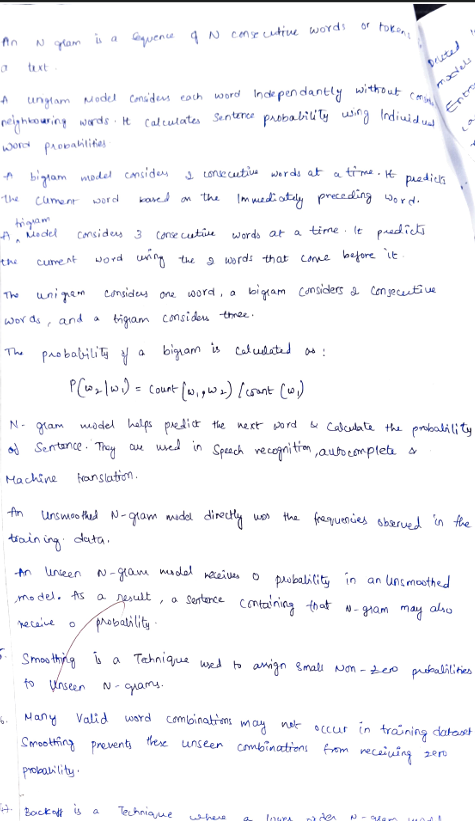 An N gram is a sequence of N consecutive words or tokens
a text.
A unigram Model considers each word Independantly without
neighbouring words. It calculates sentence probability using Individual
word probabilities
A bigram model considers 2 consecutive words at a time. It predicts
the current word based on the Immediately preceding word.
trigram
A Model considers 3 consecutive words at a time. It predicts
the current word using the 2 words that come before it.
The unigram considers one word, a bigram considers 2 consecutive
words, and a trigram considers three.
The probability of a bigram is calculated as :
P(w₂|w₁) = count (w₁,w₂) / count (w₁)
N-gram model helps predict the next word & calculate the probability
of Sentence. They are used in Speech recognition, autocomplete &
Machine translation.
An Unsmoothed N-gram model directly uses the frequencies observed in the
training data.
An Unseen N-gram model receives 0 probability in an Unsmoothed
model. As a result, a sentence containing that N-gram may also
receive 0 probability.
5. Smoothing is a Tehnique used to assign small Non-zero probabilities
to Unseen N-grams.
6. Many Valid word combinations may not occur in training dataset
Smoothing prevents these unseen combinations from receiving zero
probability.
Backoff is a Technique where a lower order N-gram
models